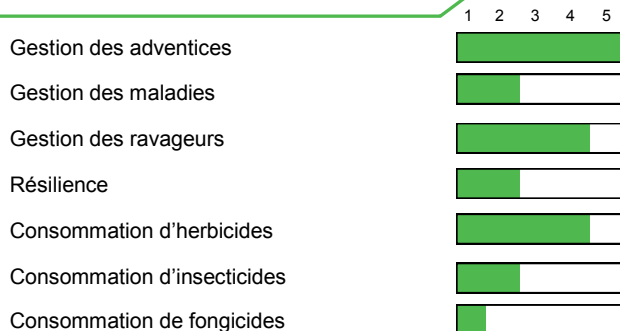 1 2 3 4 5
Gestion des adventices
Gestion des maladies
Gestion des ravageurs
Résilience
Consommation d’herbicides
Consommation d’insecticides
Consommation de fongicides